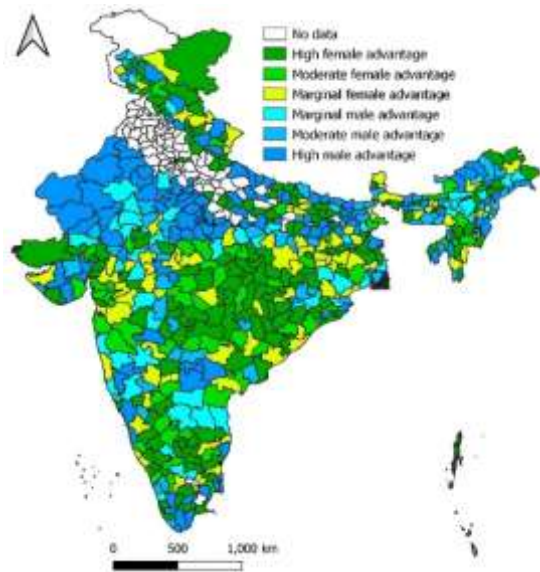 No data
High female advantage
Moderate female advantage
Marginal female advantage
Marginal male advantage
Moderate male advantage
High male advantage
0 500 1,000 km